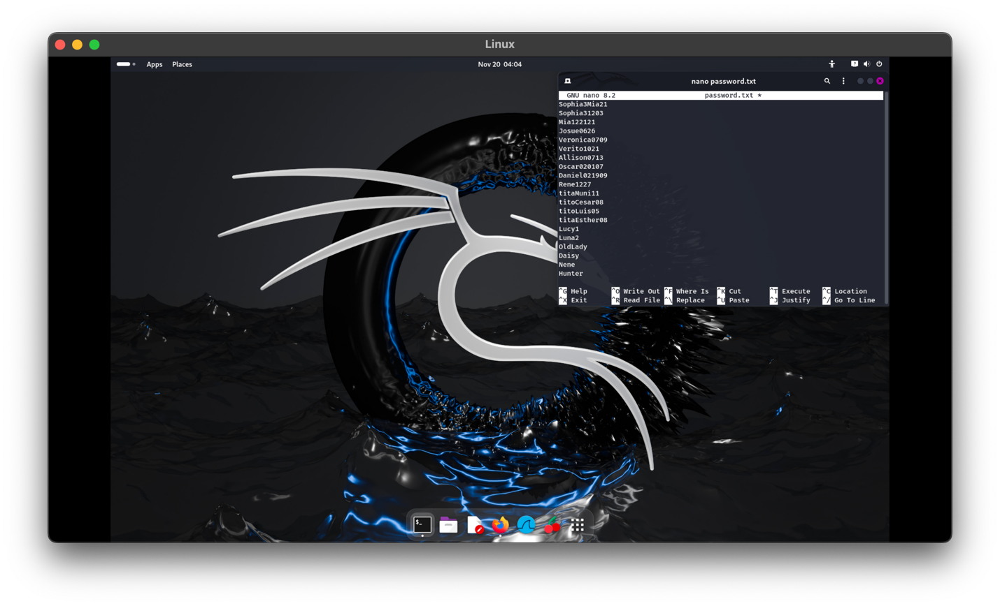 Linux
Apps Places
Nov 20 04:04
nano password.txt
GNU nano 8.2 password.txt *
Sophia3Mia21
Sophia31203
Mia122121
Josue0626
Veronica0709
Verito1021
Allison0713
Oscar020107
Daniel021909
Rene1227
titaMuni11
titoCesar08
titoLuis05
titaEsther08
Lucy1
Luna2
OldLady
Daisy
Nene
Hunter
^G Help ^O Write Out ^F Where Is ^K Cut ^T Execute ^C Location
^X Exit ^R Read File ^\ Replace ^U Paste ^J Justify ^/ Go To Line
$_